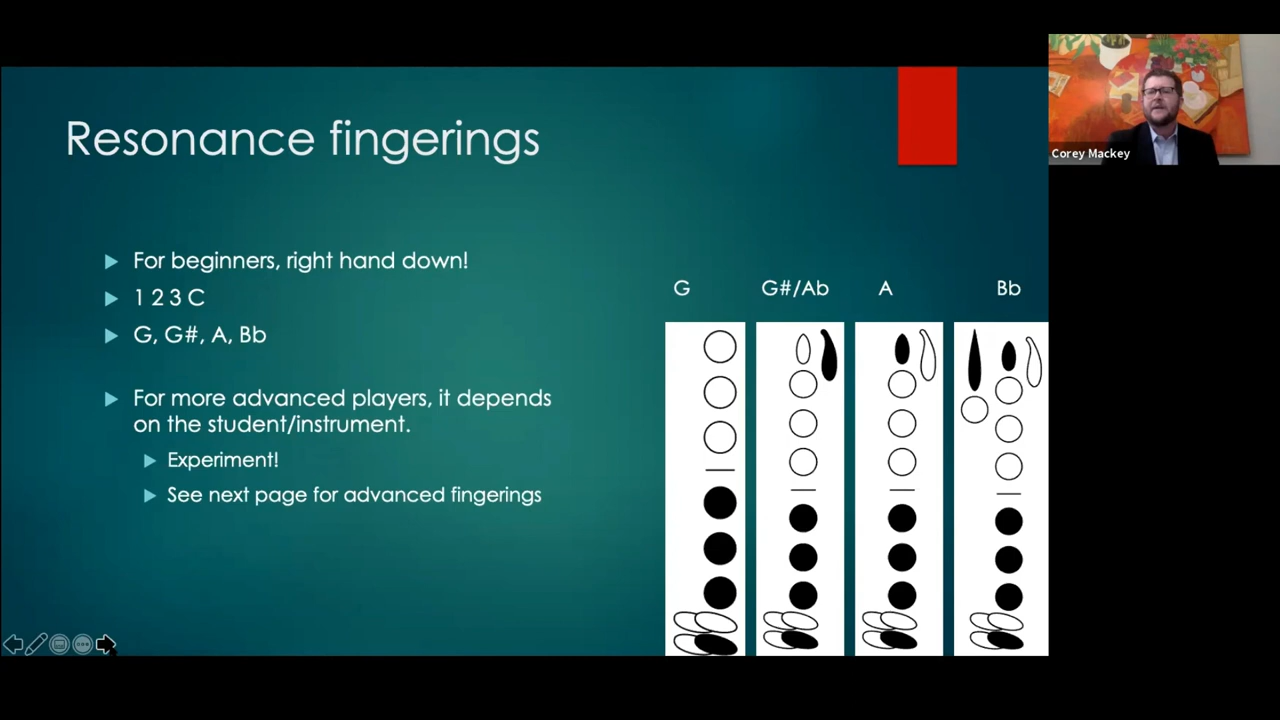 Resonance fingerings
For beginners, right hand down!
1 2 3 C
G, G#, A, Bb
For more advanced players, it depends
on the student/instrument.
Experiment!
See next page for advanced fingerings
G
G#/Ab
A
Bb
Corey Mackey